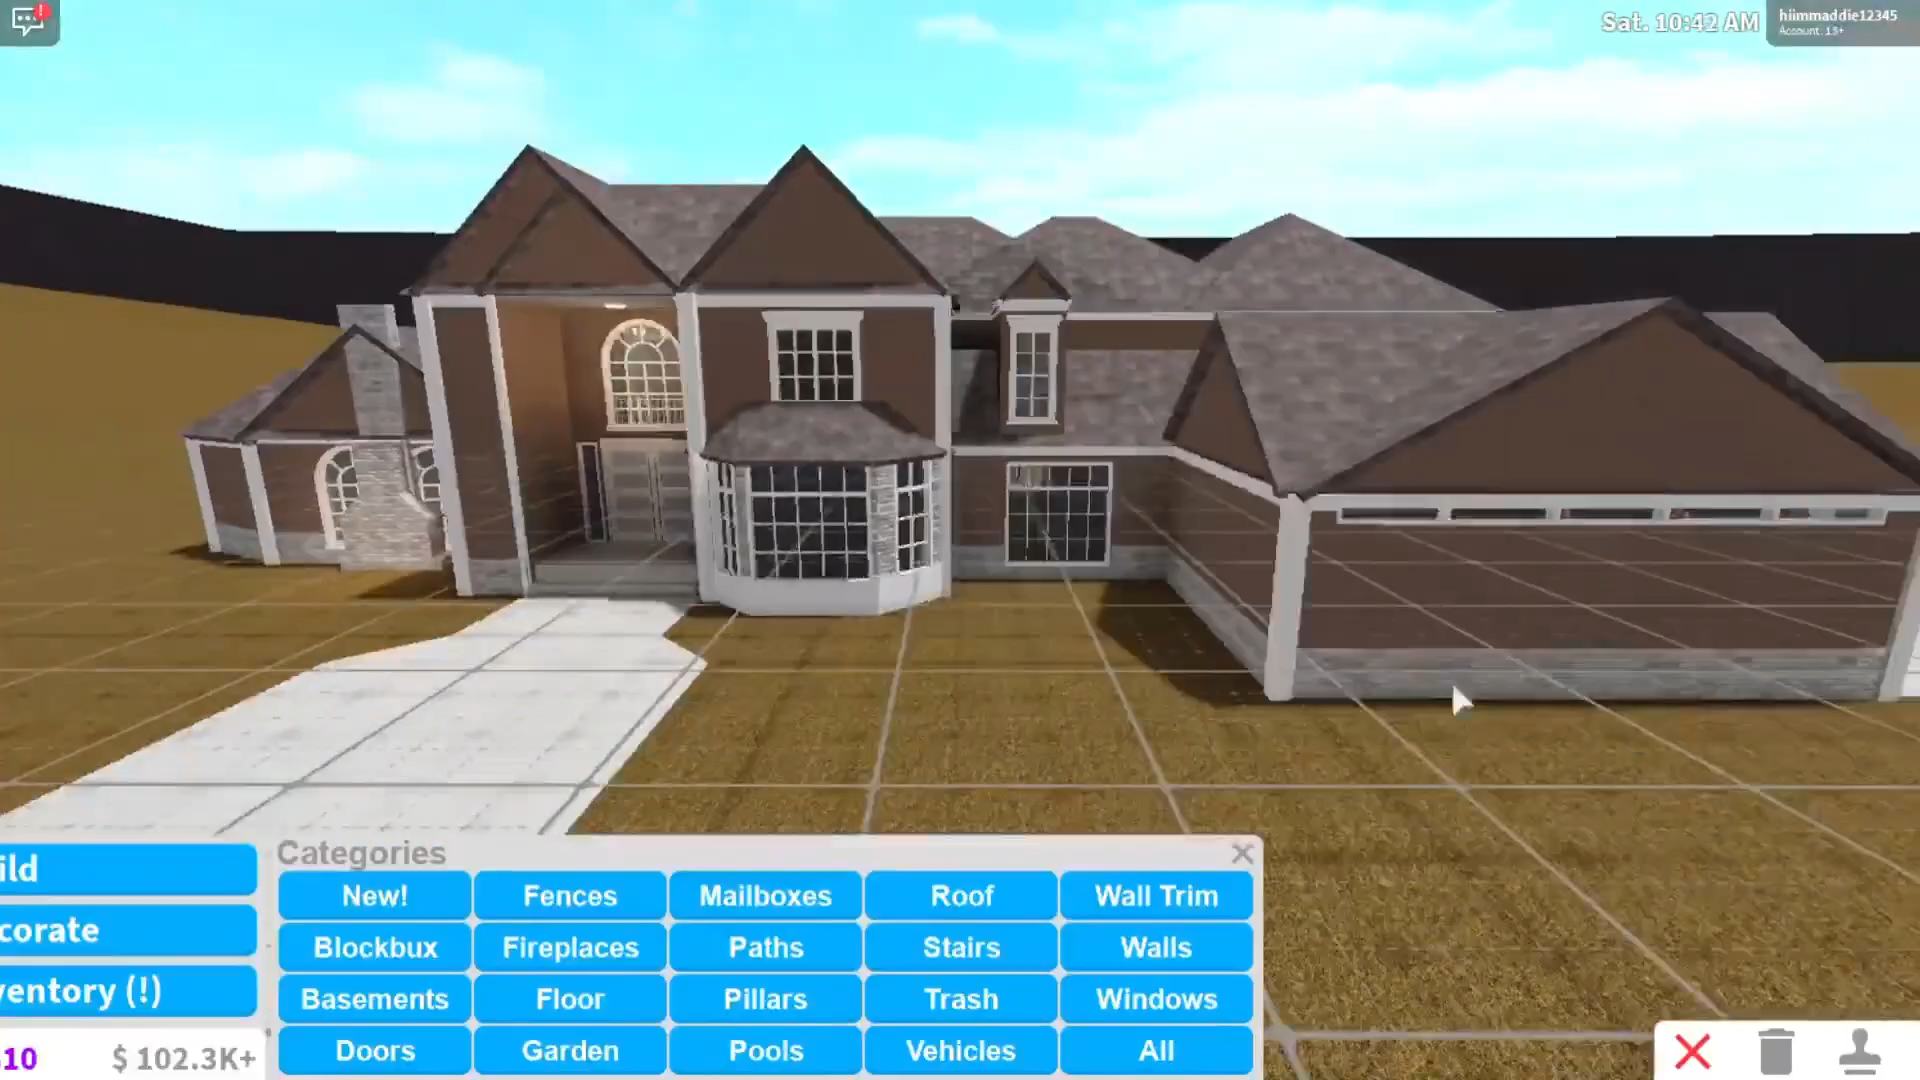 Sat. 10:42 AM
hiimmaddie12345
Account: 13+
ild
corate
ventory (!)
10
$ 102.3K+
Categories
New!
Fences
Mailboxes
Roof
Wall Trim
Blockbux
Fireplaces
Paths
Stairs
Walls
Basements
Floor
Pillars
Trash
Windows
Doors
Garden
Pools
Vehicles
All